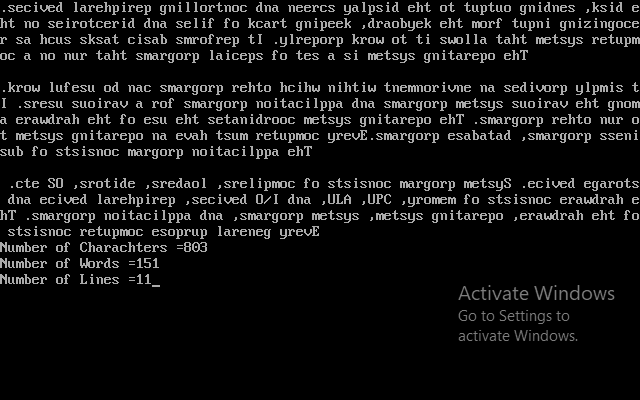 .secived larehpirep gnillortnoc dna neercs yalpsid eht ot tuptuo gnidnes ,ksid e
ht no seirotcerid dna selif fo kcart gnipeek ,draobyek eht morf tupni gnizingoce
r sa hcus sksat cisab smrofrep tI .ylreporp krow ot ti swolla taht metsys retupm
oc a no nur taht smargorp laiceps fo tes a si metsys gnitarepo ehT

.krow lufesu od nac smargorp rehto hcihw nihtiw tnemnorivne na sedivorp ylpmis t
I .sresu suoirav a rof smargorp noitacilppa dna smargorp metsys suoirav eht gnom
a erawdrah eht fo esu eht setanidrooc metsys gnitarepo ehT .smargorp rehto nur o
t metsys gnitarepo na evah tsum retupmoc yrevE.smargorp esabatad ,smargorp sseni
sub fo stsisnoc margorp noitacilppa ehT

.cte SO ,srotide ,sredaol ,srelipmoc fo stsisnoc margorp metsyS .ecived egarots
dna ecived larehpirep ,secived O/I dna ,ULA ,UPC ,yromem fo stsisnoc erawdrah e
hT .smargorp noitacilppa dna ,smargorp metsys ,metsys gnitarepo ,erawdrah eht fo
stsisnoc retupmoc esoprup lareneg yrevE
Number of Charachters =803
Number of Words =151
Number of Lines =11_
Activate Windows
Go to Settings to
activate Windows.